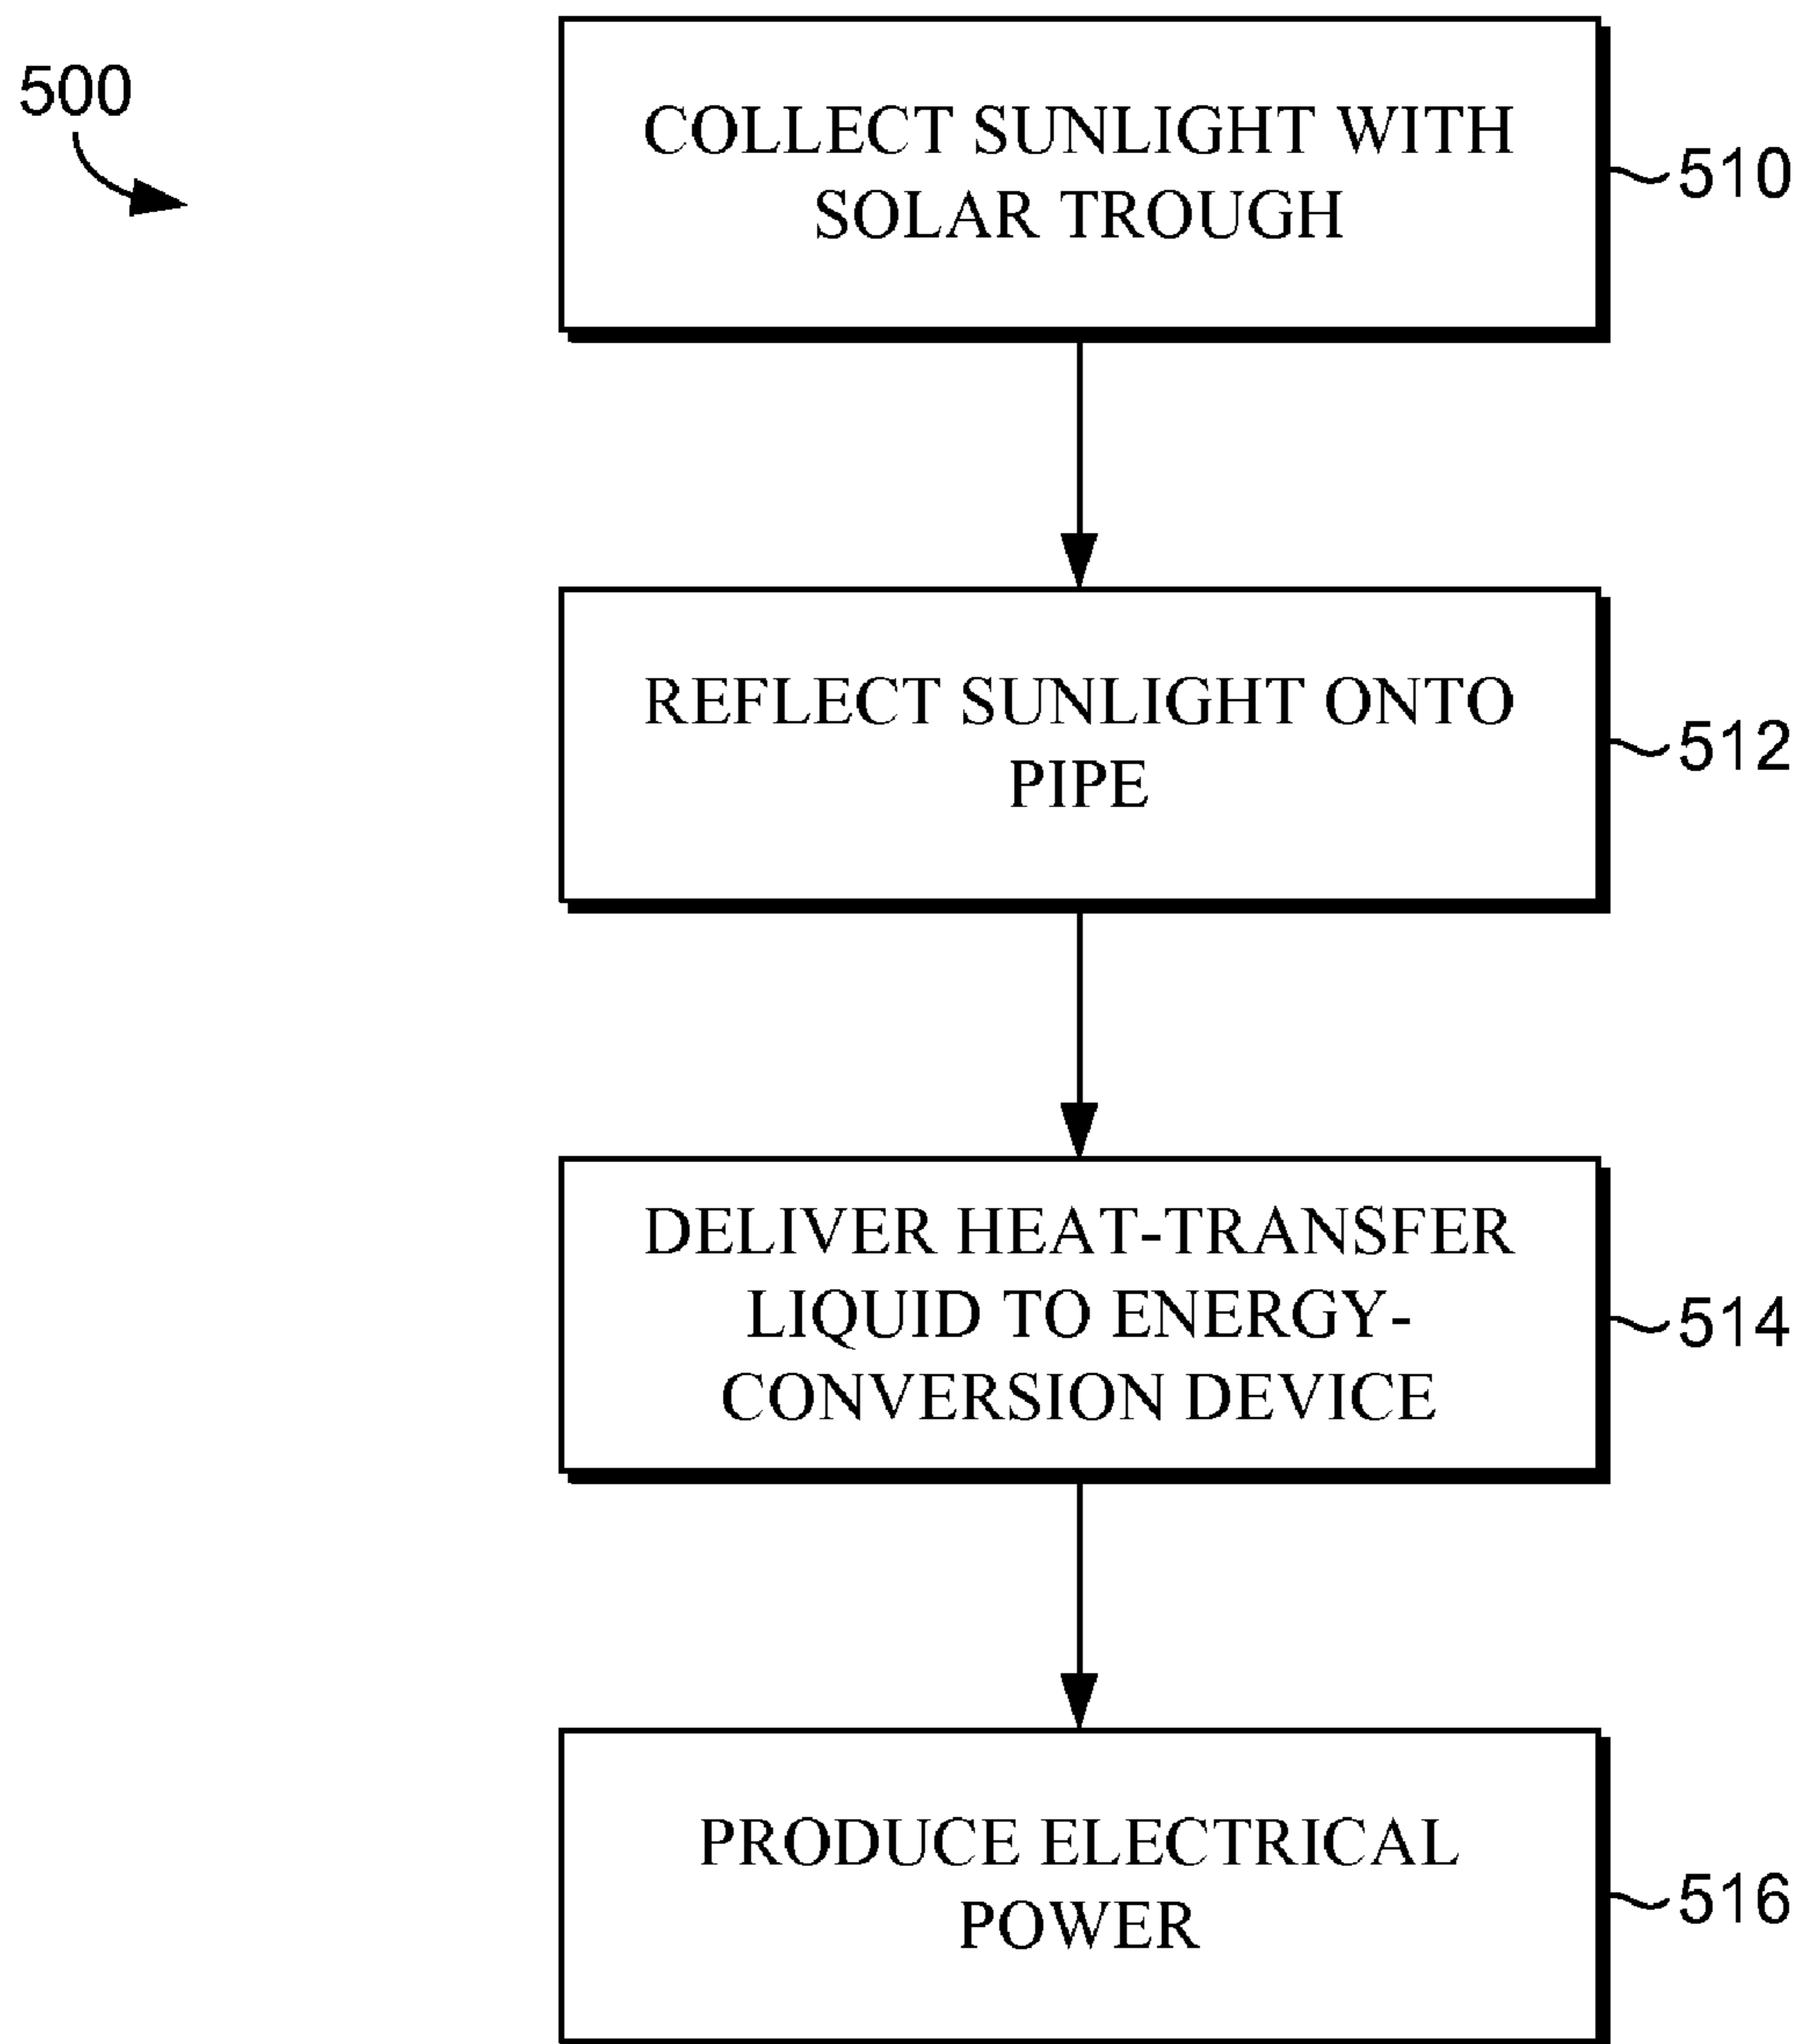 500
COLLECT SUNLIGHT WITH
SOLAR TROUGH
510
REFLECT SUNLIGHT ONTO
PIPE
512
DELIVER HEAT-TRANSFER
LIQUID TO ENERGY-
CONVERSION DEVICE
514
PRODUCE ELECTRICAL
POWER
516